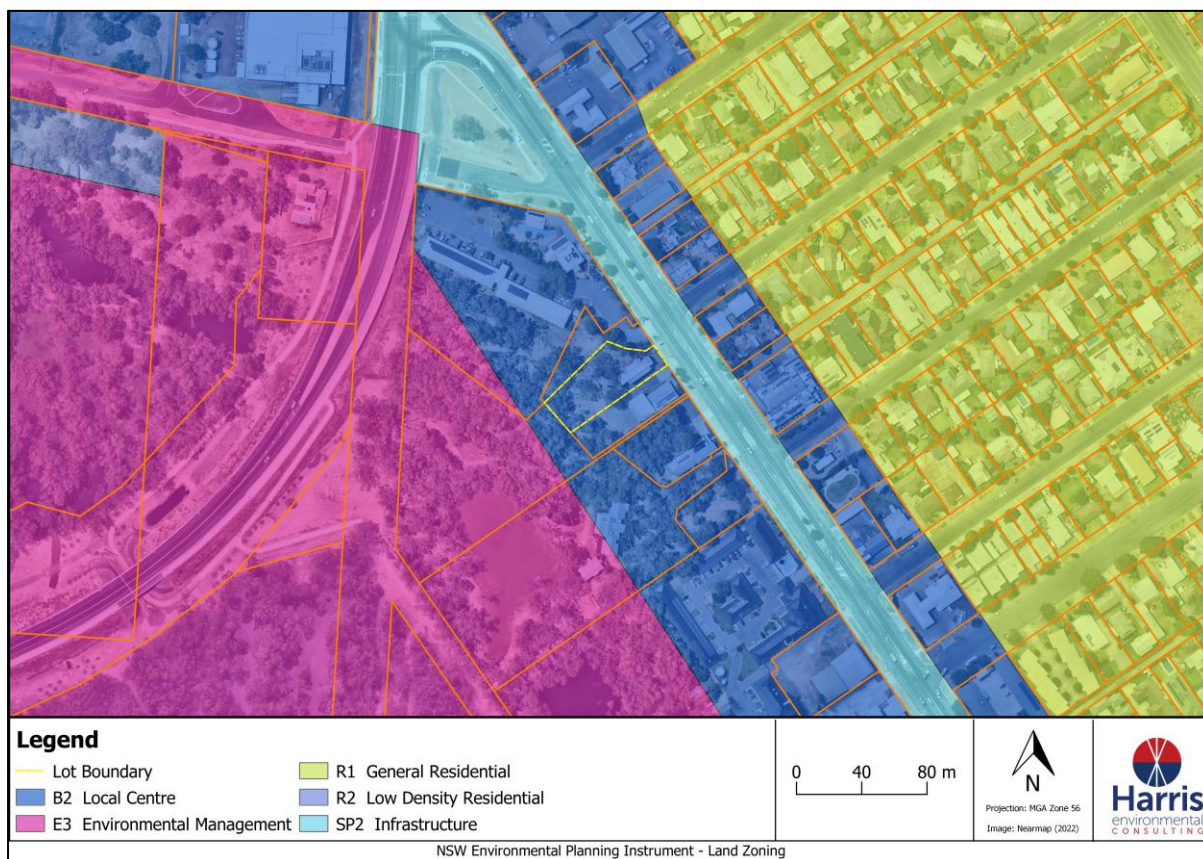 Legend
Lot Boundary
B2 Local Centre
E3 Environmental Management
R1 General Residential
R2 Low Density Residential
SP2 Infrastructure
0 40 80 m
N
Projection: MGA Zone 56
Image: Nearmap (2022)
Harris
environmental
CONSULTING
NSW Environmental Planning Instrument - Land Zoning